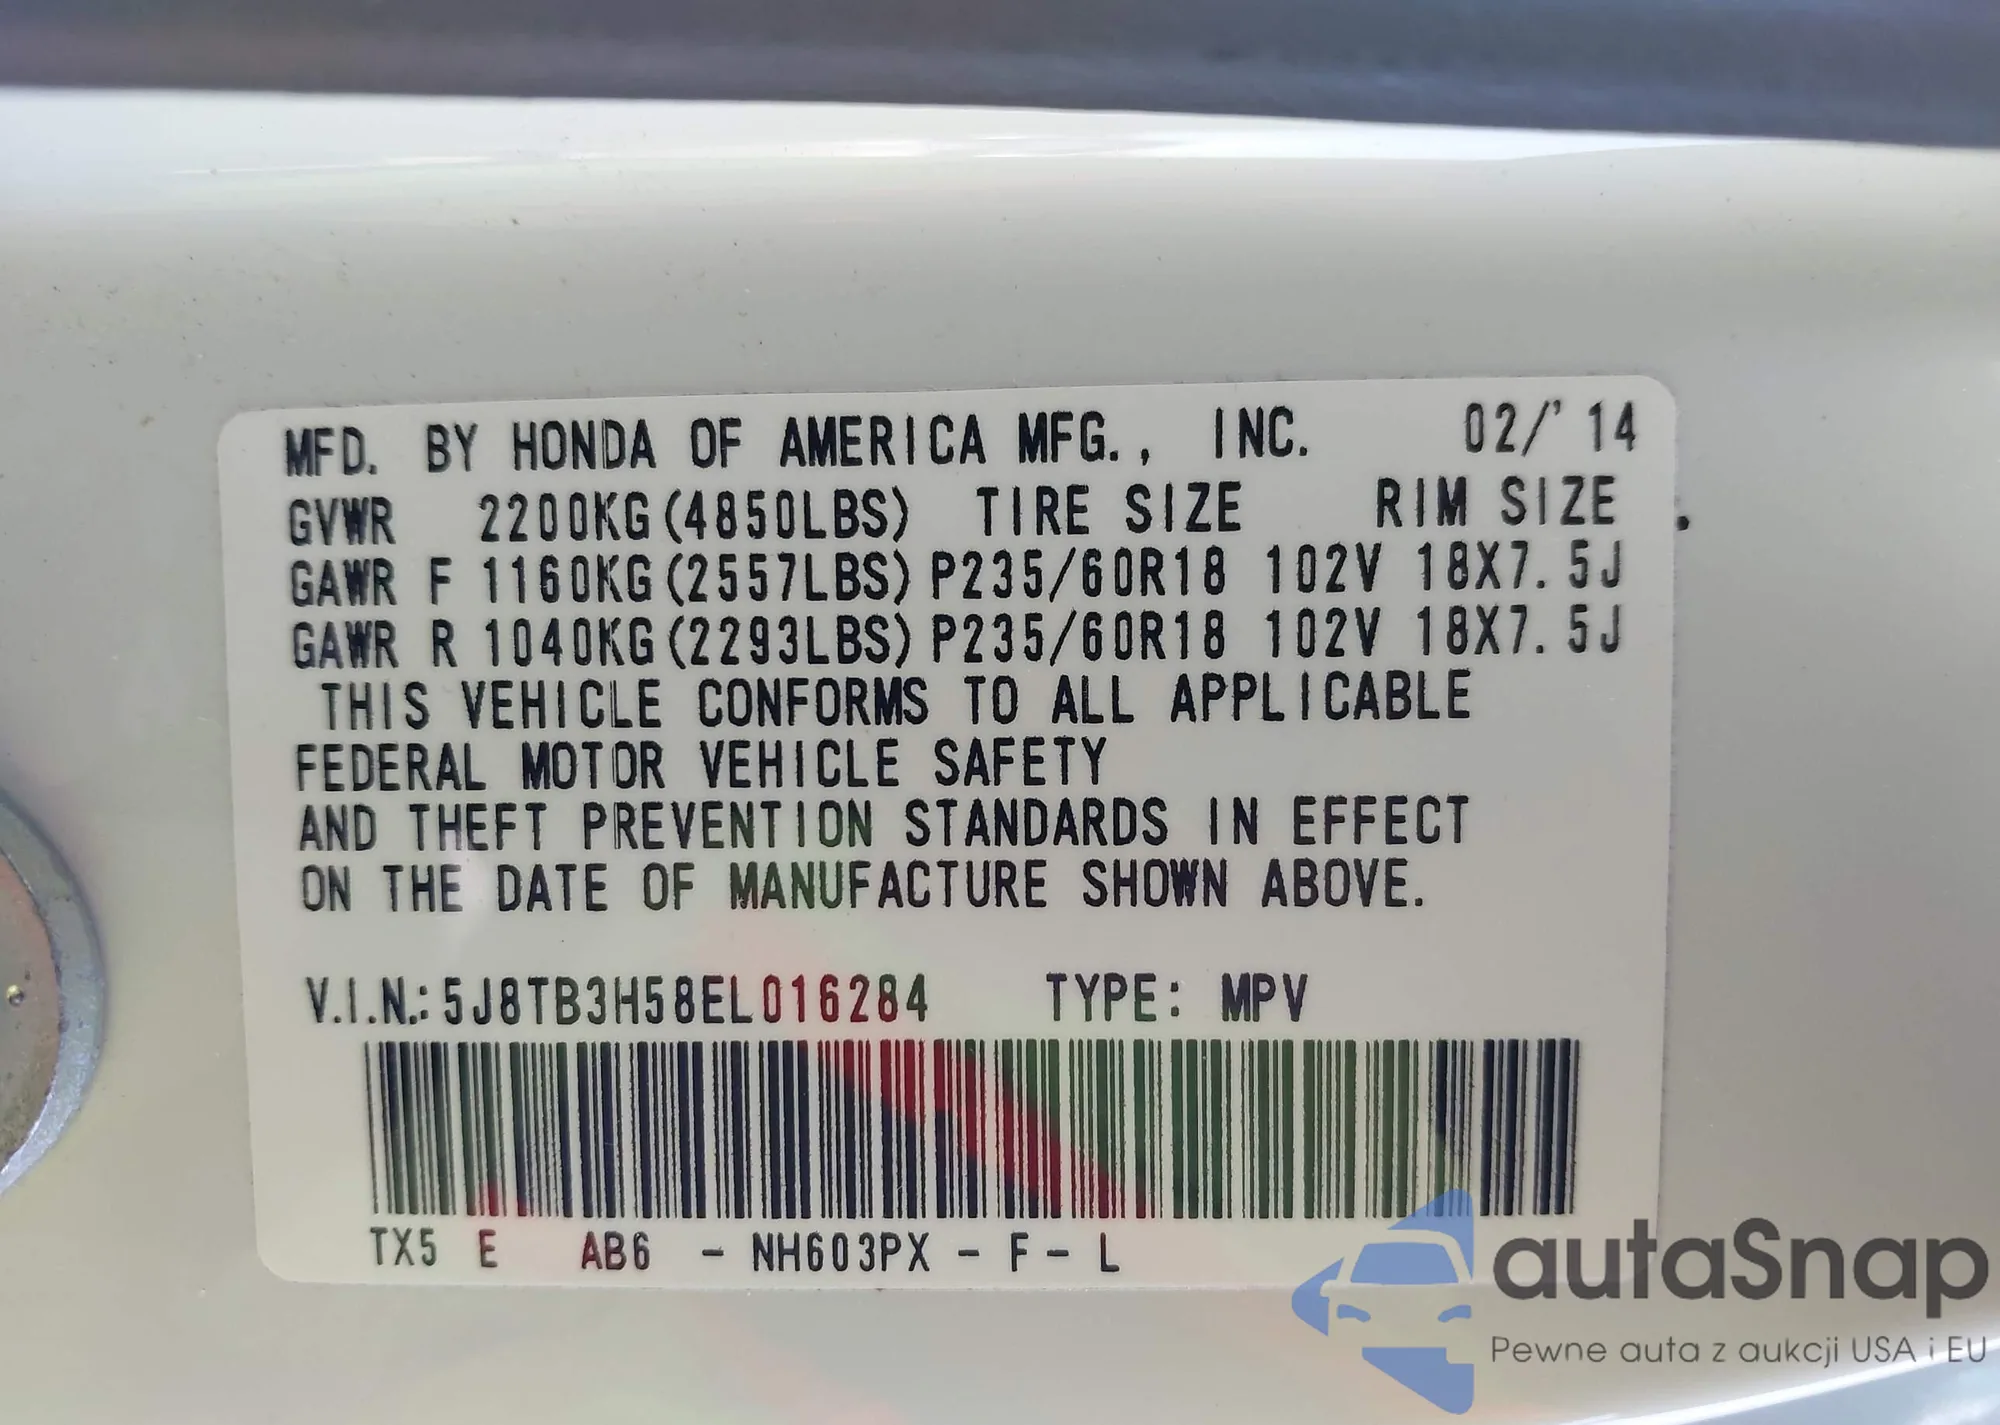 MFD. BY HONDA OF AMERICA MFG., INC. 02/'14
GVWR 2200KG(4850LBS) TIRE SIZE RIM SIZE
GAWR F 1160KG(2557LBS) P235/60R18 102V 18X7.5J
GAWR R 1040KG(2293LBS) P235/60R18 102V 18X7.5J
THIS VEHICLE CONFORMS TO ALL APPLICABLE
FEDERAL MOTOR VEHICLE SAFETY
AND THEFT PREVENTION STANDARDS IN EFFECT
ON THE DATE OF MANUFACTURE SHOWN ABOVE.
V.I.N.: 5J8TB3H58EL016284 TYPE: MPV
TX5 E AB6 - NH603PX - F - L
autaSnap
Pewne auta z aukcji USA i EU